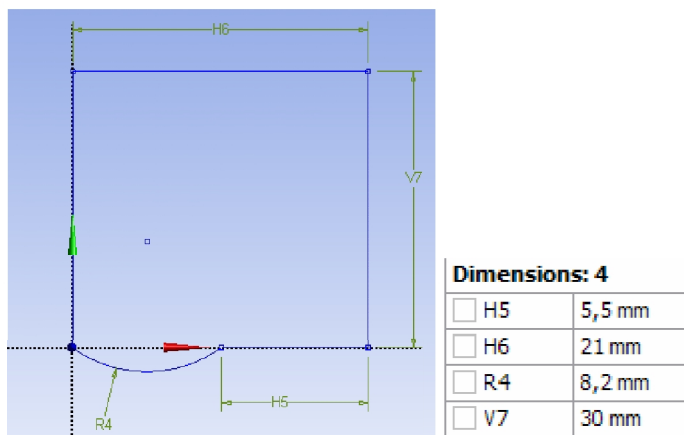 H6
V7
H5
R4
Dimensions: 4
H5 5,5 mm
H6 21 mm
R4 8,2 mm
V7 30 mm